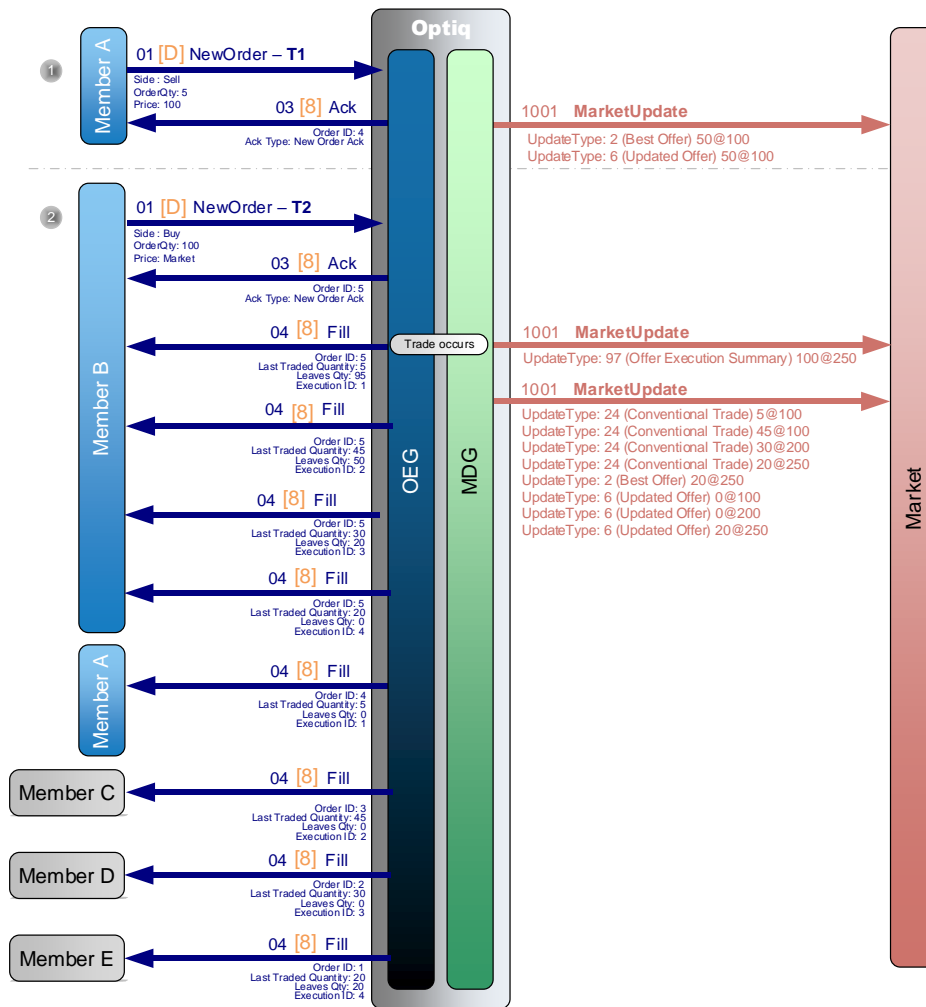 Optiq
Member A
1
01 [D] NewOrder – T1
Side : Sell
OrderQty: 5
Price: 100
03 [8] Ack
Order ID: 4
Ack Type: New Order Ack
1001 MarketUpdate
UpdateType: 2 (Best Offer) 50@100
UpdateType: 6 (Updated Offer) 50@100
2
Member B
01 [D] NewOrder – T2
Side : Buy
OrderQty: 100
Price: Market
03 [8] Ack
Order ID: 5
Ack Type: New Order Ack
04 [8] Fill
Order ID: 5
Last Traded Quantity: 5
Leaves Qty: 95
Execution ID: 1
Trade occurs
1001 MarketUpdate
UpdateType: 97 (Offer Execution Summary) 100@250
1001 MarketUpdate
UpdateType: 24 (Conventional Trade) 5@100
UpdateType: 24 (Conventional Trade) 45@100
UpdateType: 24 (Conventional Trade) 30@200
UpdateType: 24 (Conventional Trade) 20@250
UpdateType: 2 (Best Offer) 20@250
UpdateType: 6 (Updated Offer) 0@100
UpdateType: 6 (Updated Offer) 0@200
UpdateType: 6 (Updated Offer) 20@250
OEG
MDG
Market
04 [8] Fill
Order ID: 5
Last Traded Quantity: 45
Leaves Qty: 50
Execution ID: 2
04 [8] Fill
Order ID: 5
Last Traded Quantity: 30
Leaves Qty: 20
Execution ID: 3
04 [8] Fill
Order ID: 5
Last Traded Quantity: 20
Leaves Qty: 0
Execution ID: 4
Member A
04 [8] Fill
Order ID: 4
Last Traded Quantity: 5
Leaves Qty: 0
Execution ID: 1
Member C
04 [8] Fill
Order ID: 3
Last Traded Quantity: 45
Leaves Qty: 0
Execution ID: 2
Member D
04 [8] Fill
Order ID: 2
Last Traded Quantity: 30
Leaves Qty: 0
Execution ID: 3
Member E
04 [8] Fill
Order ID: 1
Last Traded Quantity: 20
Leaves Qty: 20
Execution ID: 4